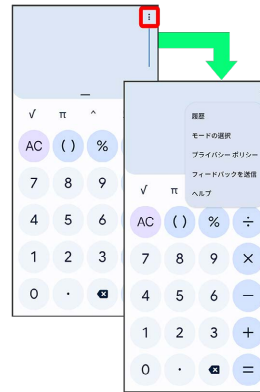 √ π ^
AC ( ) %
7 8 9
4 5 6
1 2 3
0 ·
履歴
モードの選択
プライバシー ポリシー
フィードバックを送信
ヘルプ
√ π
AC ( ) % ÷
7 8 9 ×
4 5 6 −
1 2 3 +
0 · =